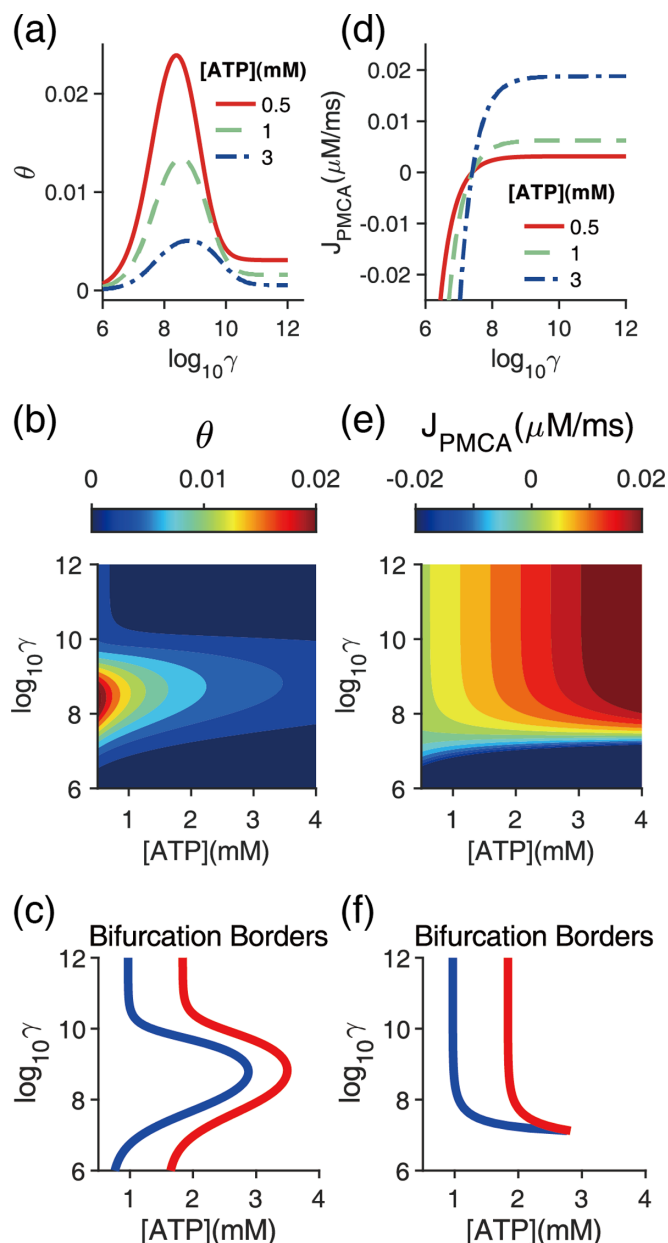 (a)
[ATP](mM)
0.5
1
3
0.02
0.01
0
θ
6 8 10 12
log10γ
(d)
0.02
0.01
0
-0.01
-0.02
JPMCA(μM/ms)
[ATP](mM)
0.5
1
3
6 8 10 12
log10γ
(b)
θ
0 0.01 0.02
12
10
8
6
log10γ
1 2 3 4
[ATP](mM)
(e)
JPMCA(μM/ms)
-0.02 0 0.02
12
10
8
6
log10γ
1 2 3 4
[ATP](mM)
(c)
Bifurcation Borders
12
10
8
6
log10γ
1 2 3 4
[ATP](mM)
(f)
Bifurcation Borders
12
10
8
6
log10γ
1 2 3 4
[ATP](mM)